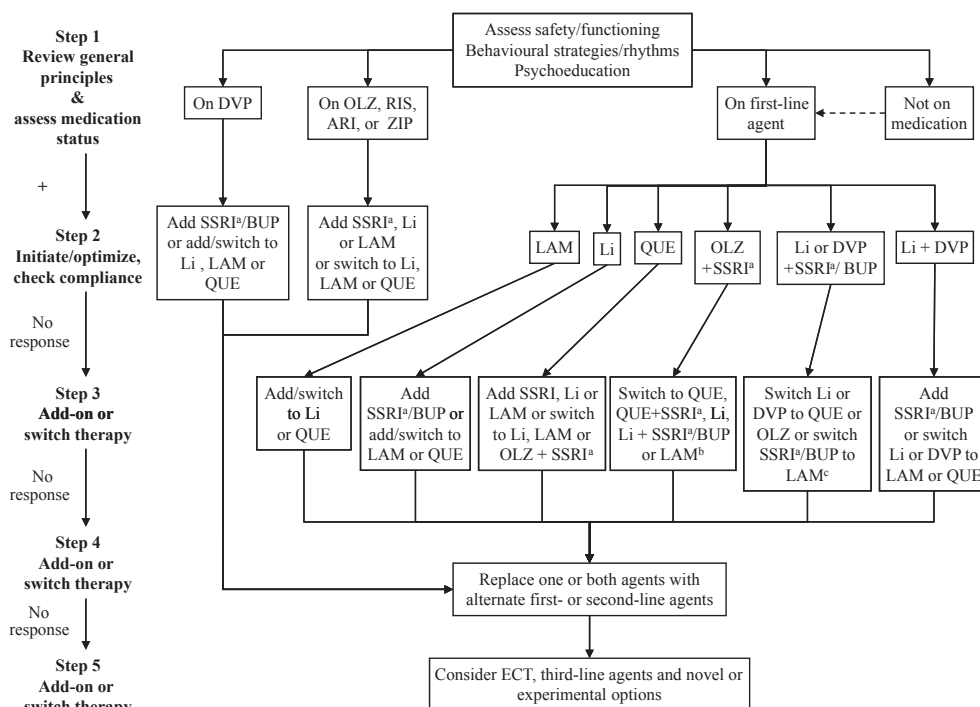 Step 1
Review general
principles
&
assess medication
status
+
Step 2
Initiate/optimize,
check compliance
No
response
Step 3
Add-on or
switch therapy
No
response
Step 4
Add-on or
switch therapy
No
response
Step 5
Add-on or
switch therapy
Assess safety/functioning
Behavioural strategies/rhythms
Psychoeducation
On DVP
On OLZ, RIS,
ARI, or ZIP
On first-line
agent
Not on
medication
Add SSRIᵃ/BUP
or add/switch to
Li , LAM or
QUE
Add SSRIᵃ, Li
or LAM
or switch to Li,
LAM or QUE
LAM
Li
QUE
OLZ
+SSRIᵃ
Li or DVP
+SSRIᵃ/ BUP
Li + DVP
Add/switch
to Li
or QUE
Add
SSRIᵃ/BUP or
add/switch to
LAM or QUE
Add SSRI, Li or
LAM or switch
to Li, LAM or
OLZ + SSRIᵃ
Switch to QUE,
QUE+SSRIᵃ, Li,
Li + SSRIᵃ/BUP
or LAMᵇ
Switch Li or
DVP to QUE or
OLZ or switch
SSRIᵃ/BUP to
LAMᶜ
Add
SSRIᵃ/BUP
or switch
Li or DVP to
LAM or QUE
Replace one or both agents with
alternate first- or second-line agents
Consider ECT, third-line agents and novel or
experimental options